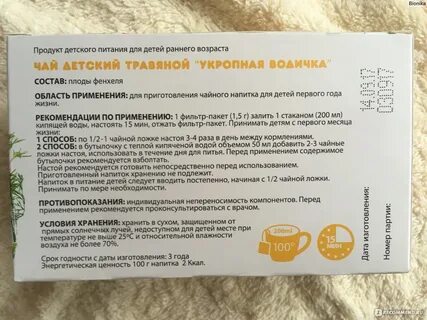 Bionika
Продукт детского питания для детей раннего возраста
ЧАЙ ДЕТСКИЙ ТРАВЯНОЙ "УКРОПНАЯ ВОДИЧКА"
СОСТАВ: плоды фенхеля
ОБЛАСТЬ ПРИМЕНЕНИЯ: для приготовления чайного напитка для детей первого года
жизни.
РЕКОМЕНДАЦИИ ПО ПРИМЕНЕНИЮ: 1 фильтр-пакет (1,5 г) залить 1 стаканом (200 мл)
кипящей воды, настоять 15 мин, отжать фильтр-пакет. Принимать детям с первого месяца
жизни:
1 СПОСОБ: по 1/2-1 чайной ложке настоя 3-4 раза в день между кормлениями.
2 СПОСОБ: в бутылочку с теплой кипяченой водой объемом 50 мл добавить 2-3 чайные
ложки настоя, использовать в течение дня для питья. Перед применением содержимое
бутылочки рекомендуется взболтать.
Настой рекомендуется готовить непосредственно перед использованием.
Приготовленный напиток хранению не подлежит.
Напиток в питание детей следует вводить постепенно, начиная с 1/2 чайной ложки.
Принимать по мере необходимости.
ПРОТИВОПОКАЗАНИЯ: индивидуальная непереносимость компонентов. Перед
применением рекомендуется проконсультироваться с врачом.
УСЛОВИЯ ХРАНЕНИЯ: хранить в сухом, защищенном от
прямых солнечных лучей, недоступном для детей месте при
температуре не выше 25°С и относительной влажности
воздуха не более 70%.
Срок годности с даты изготовления: 3 года
Энергетическая ценность 100 г напитка 2 Ккал.
200ml
100°
15
МИН
14.09.17
030917
Дата изготовления:
Номер партии:
IRECOMMEND.RU